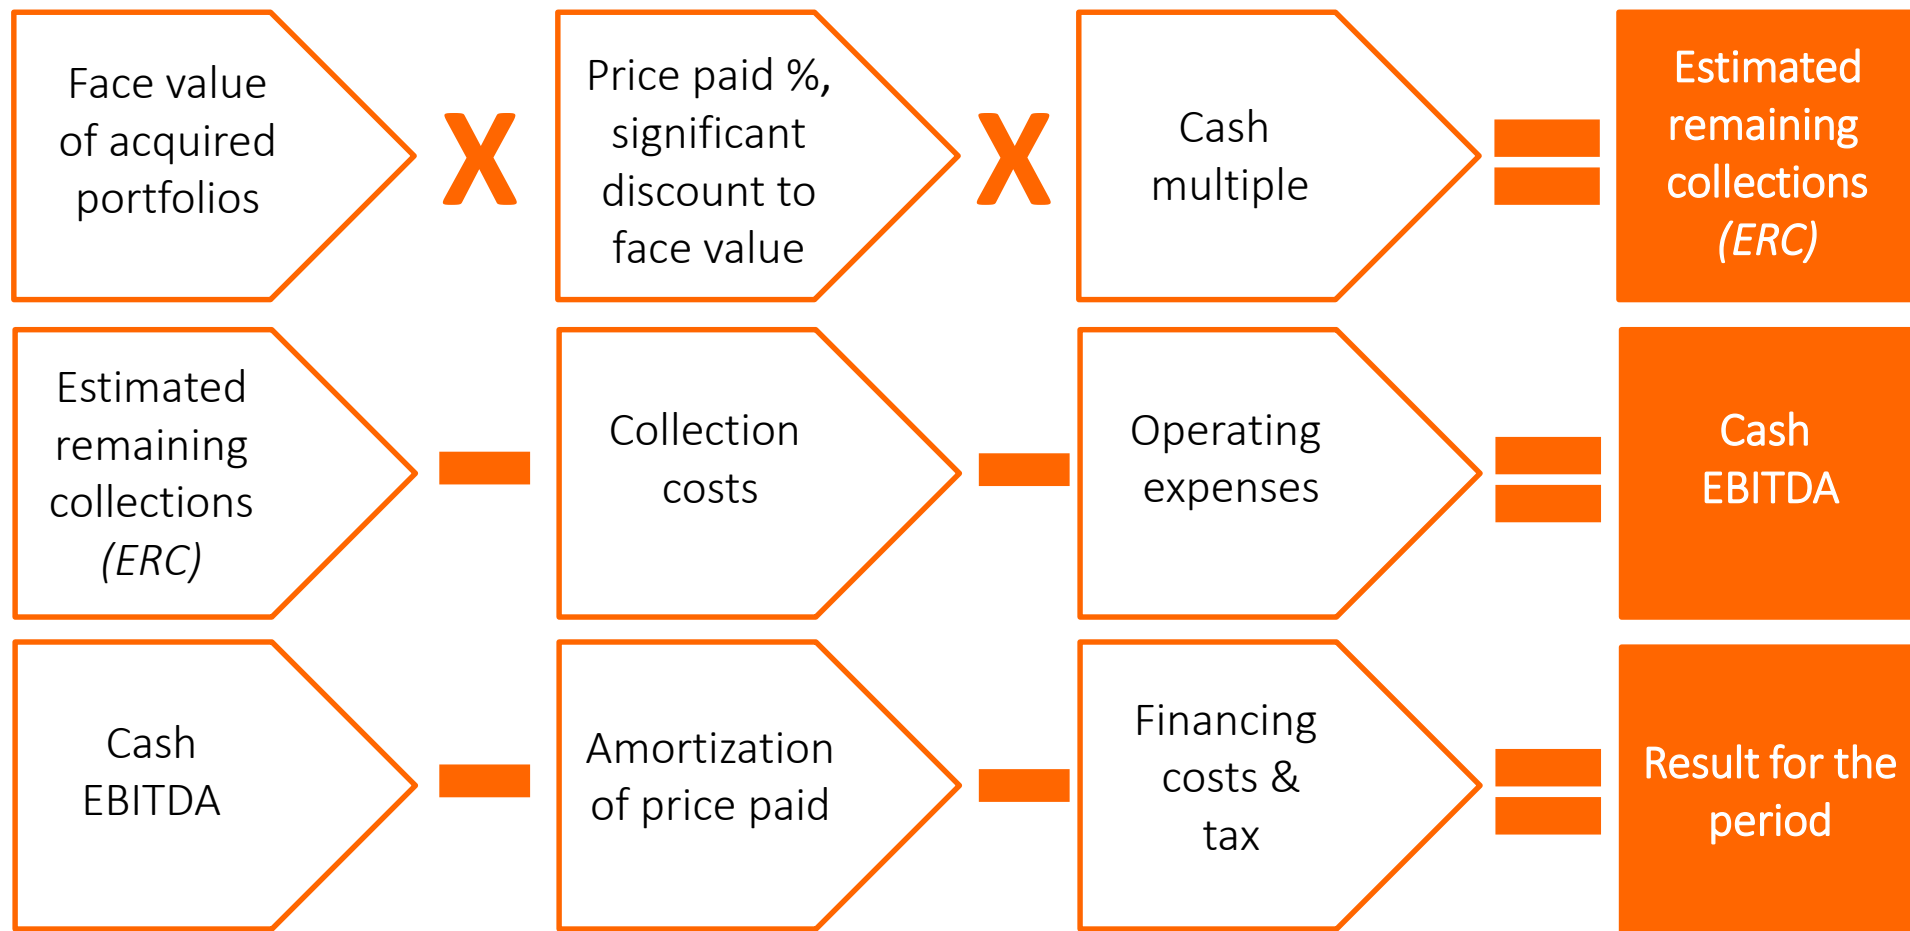 Face value
of acquired
portfolios
X
Price paid %,
significant
discount to
face value
X
Cash
multiple
=
Estimated
remaining
collections
(ERC)
Estimated
remaining
collections
(ERC)
-
Collection
costs
-
Operating
expenses
=
Cash
EBITDA
Cash
EBITDA
-
Amortization
of price paid
-
Financing
costs &
tax
=
Result for the
period